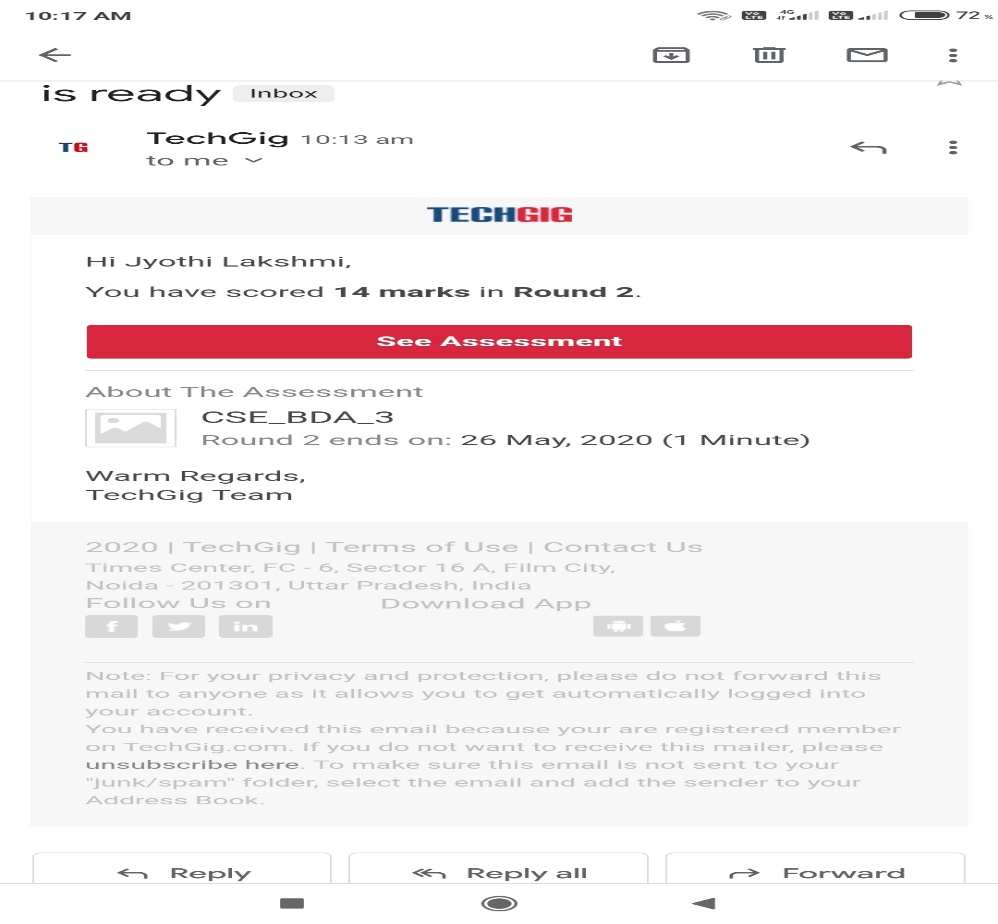 10:17 AM
VO LTE 4G VO LTE 72 %
is ready Inbox
TG
TechGig 10:13 am
to me
TECHGIG
Hi Jyothi Lakshmi,
You have scored 14 marks in Round 2.
See Assessment
About The Assessment
CSE_BDA_3
Round 2 ends on: 26 May, 2020 (1 Minute)
Warm Regards,
TechGig Team
2020 | TechGig | Terms of Use | Contact Us
Times Center, FC - 6, Sector 16 A, Film City,
Noida - 201301, Uttar Pradesh, India
Follow Us on Download App
f in
Note: For your privacy and protection, please do not forward this
mail to anyone as it allows you to get automatically logged into
your account.
You have received this email because your are registered member
on TechGig.com. If you do not want to receive this mailer, please
unsubscribe here. To make sure this email is not sent to your
"junk/spam" folder, select the email and add the sender to your
Address Book.
Reply Reply all Forward